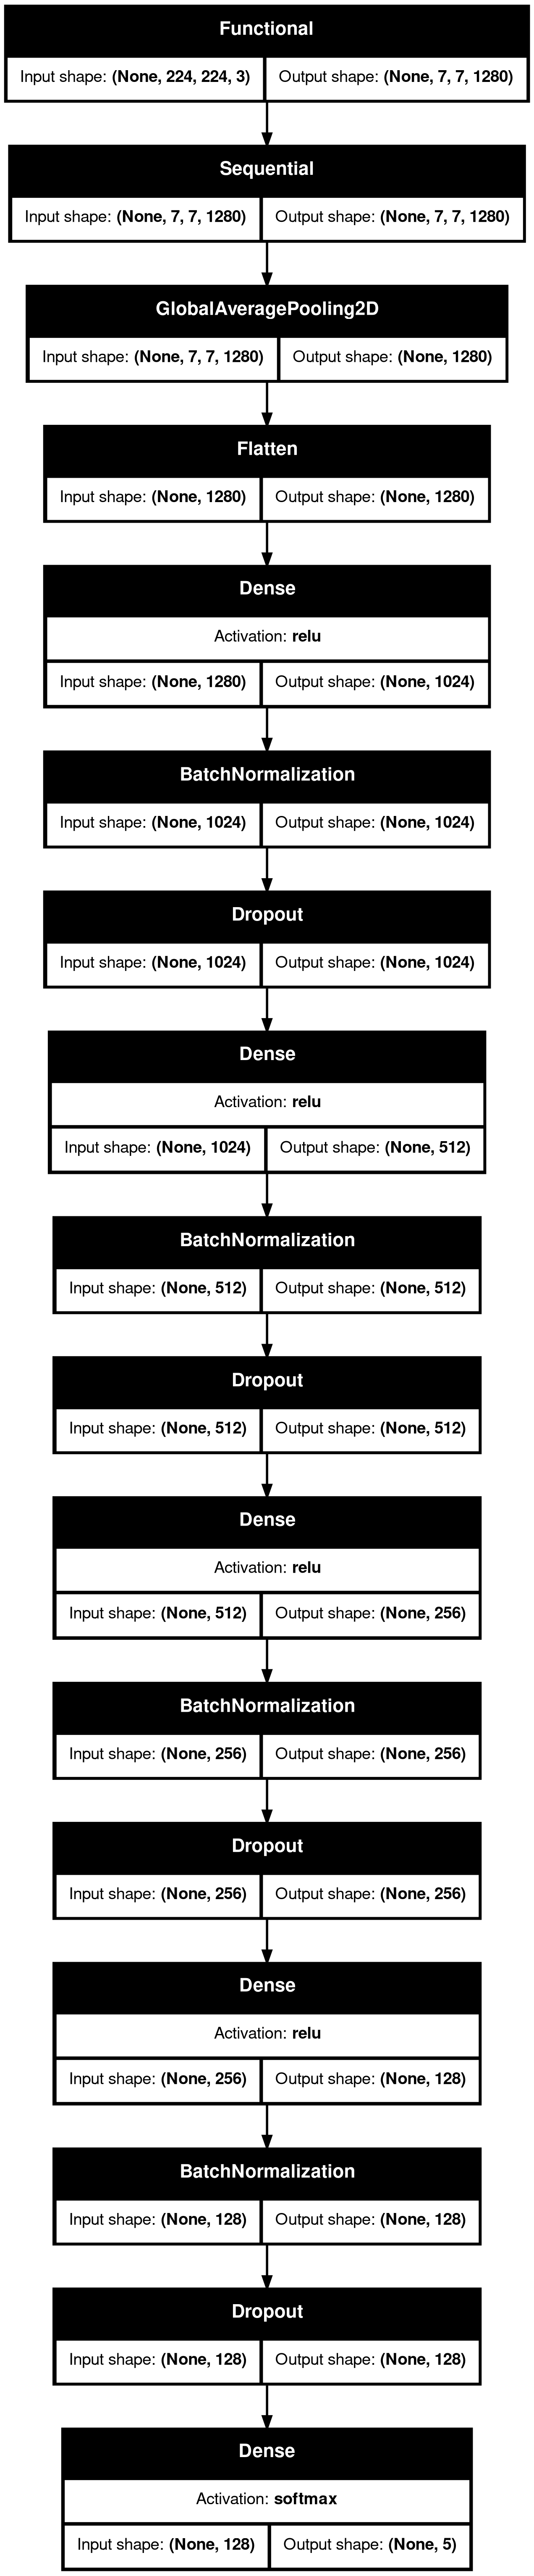 Functional
Input shape: (None, 224, 224, 3) Output shape: (None, 7, 7, 1280)
Sequential
Input shape: (None, 7, 7, 1280) Output shape: (None, 7, 7, 1280)
GlobalAveragePooling2D
Input shape: (None, 7, 7, 1280) Output shape: (None, 1280)
Flatten
Input shape: (None, 1280) Output shape: (None, 1280)
Dense
Activation: relu
Input shape: (None, 1280) Output shape: (None, 1024)
BatchNormalization
Input shape: (None, 1024) Output shape: (None, 1024)
Dropout
Input shape: (None, 1024) Output shape: (None, 1024)
Dense
Activation: relu
Input shape: (None, 1024) Output shape: (None, 512)
BatchNormalization
Input shape: (None, 512) Output shape: (None, 512)
Dropout
Input shape: (None, 512) Output shape: (None, 512)
Dense
Activation: relu
Input shape: (None, 512) Output shape: (None, 256)
BatchNormalization
Input shape: (None, 256) Output shape: (None, 256)
Dropout
Input shape: (None, 256) Output shape: (None, 256)
Dense
Activation: relu
Input shape: (None, 256) Output shape: (None, 128)
BatchNormalization
Input shape: (None, 128) Output shape: (None, 128)
Dropout
Input shape: (None, 128) Output shape: (None, 128)
Dense
Activation: softmax
Input shape: (None, 128) Output shape: (None, 5)